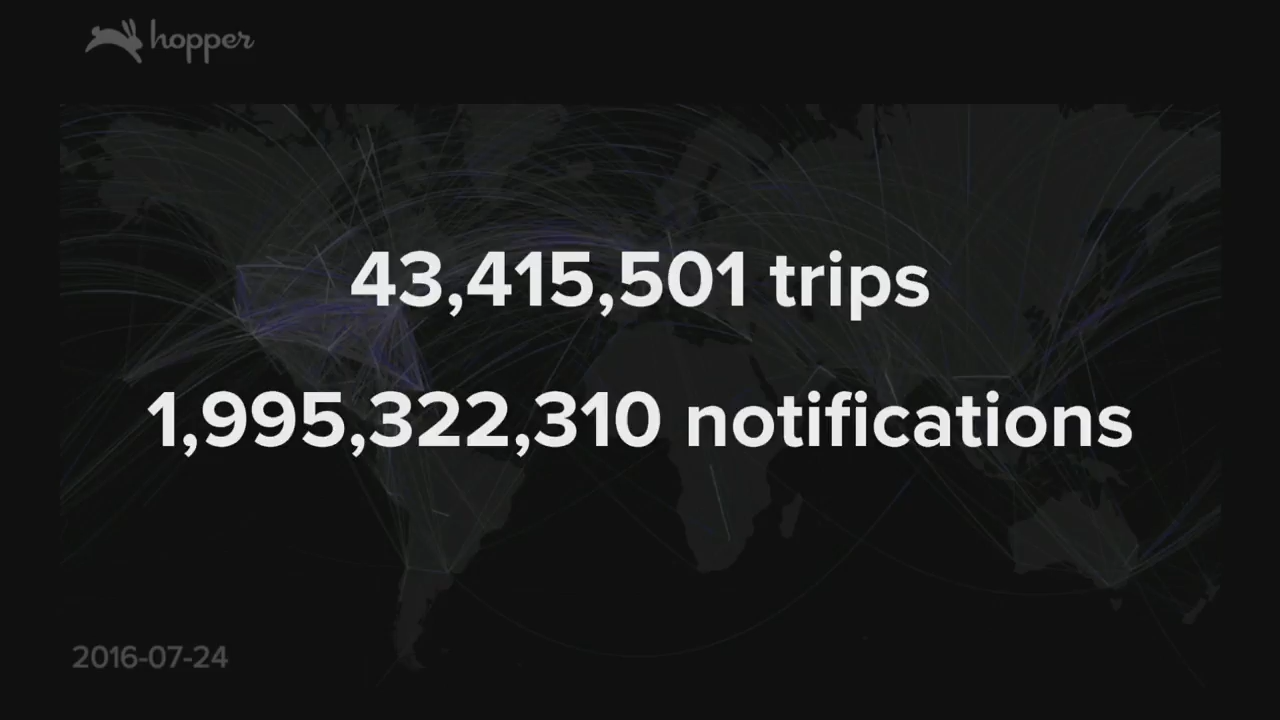 hopper
43,415,501 trips
1,995,322,310 notifications
2016-07-24